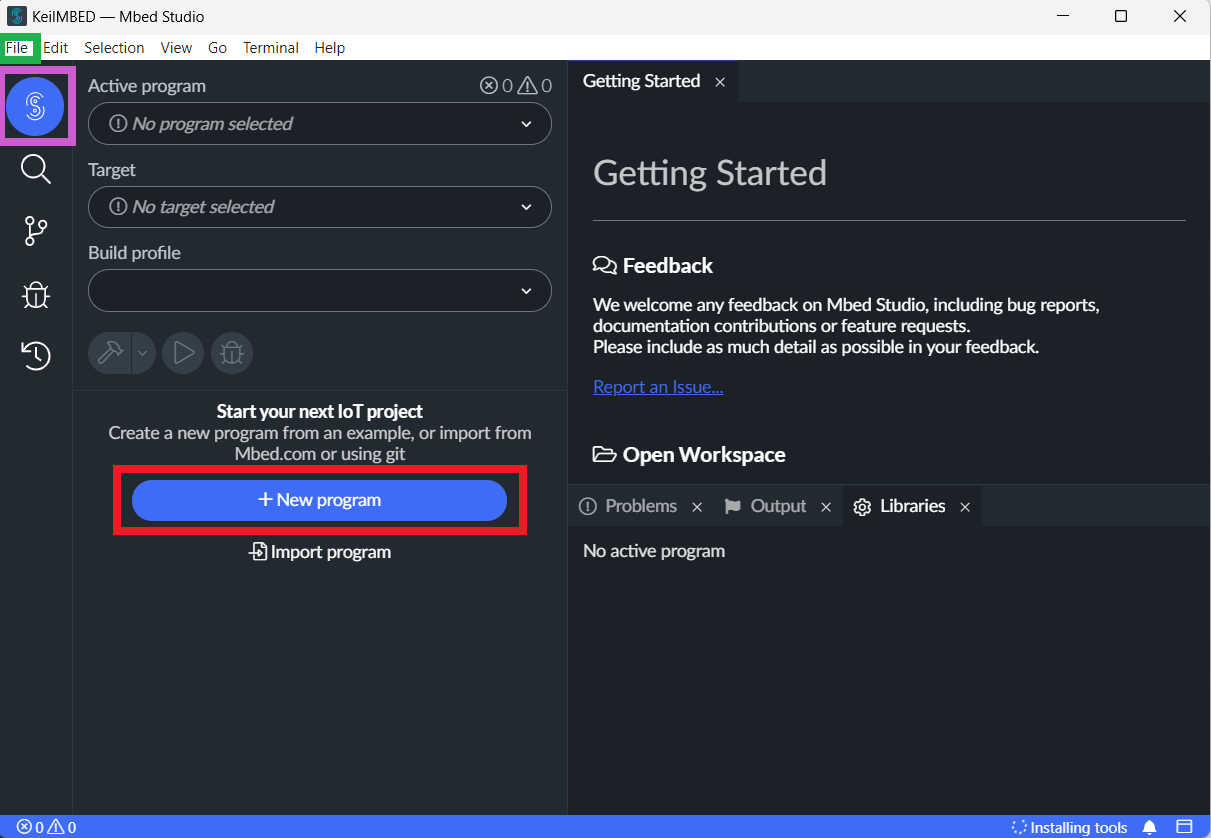 KeilMBED — Mbed Studio
File Edit Selection View Go Terminal Help
Active program
0 0
No program selected
Target
No target selected
Build profile
Start your next IoT project
Create a new program from an example, or import from
Mbed.com or using git
+ New program
Import program
Getting Started
Getting Started
Feedback
We welcome any feedback on Mbed Studio, including bug reports,
documentation contributions or feature requests.
Please include as much detail as possible in your feedback.
Report an Issue...
Open Workspace
Problems Output Libraries
No active program
0 0
Installing tools